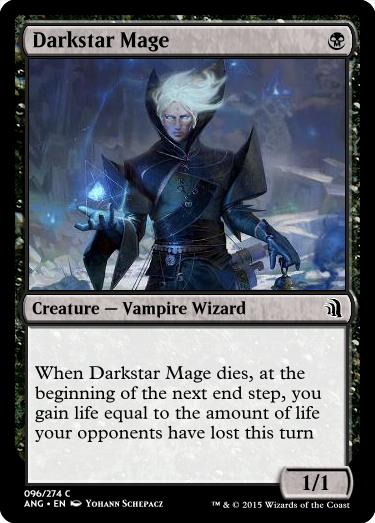 Darkstar Mage
Creature — Vampire Wizard
When Darkstar Mage dies, at the
beginning of the next end step, you
gain life equal to the amount of life
your opponents have lost this turn
1/1
096/274 C
ANG • EN Yohann Schepacz
™ & © 2015 Wizards of the Coast